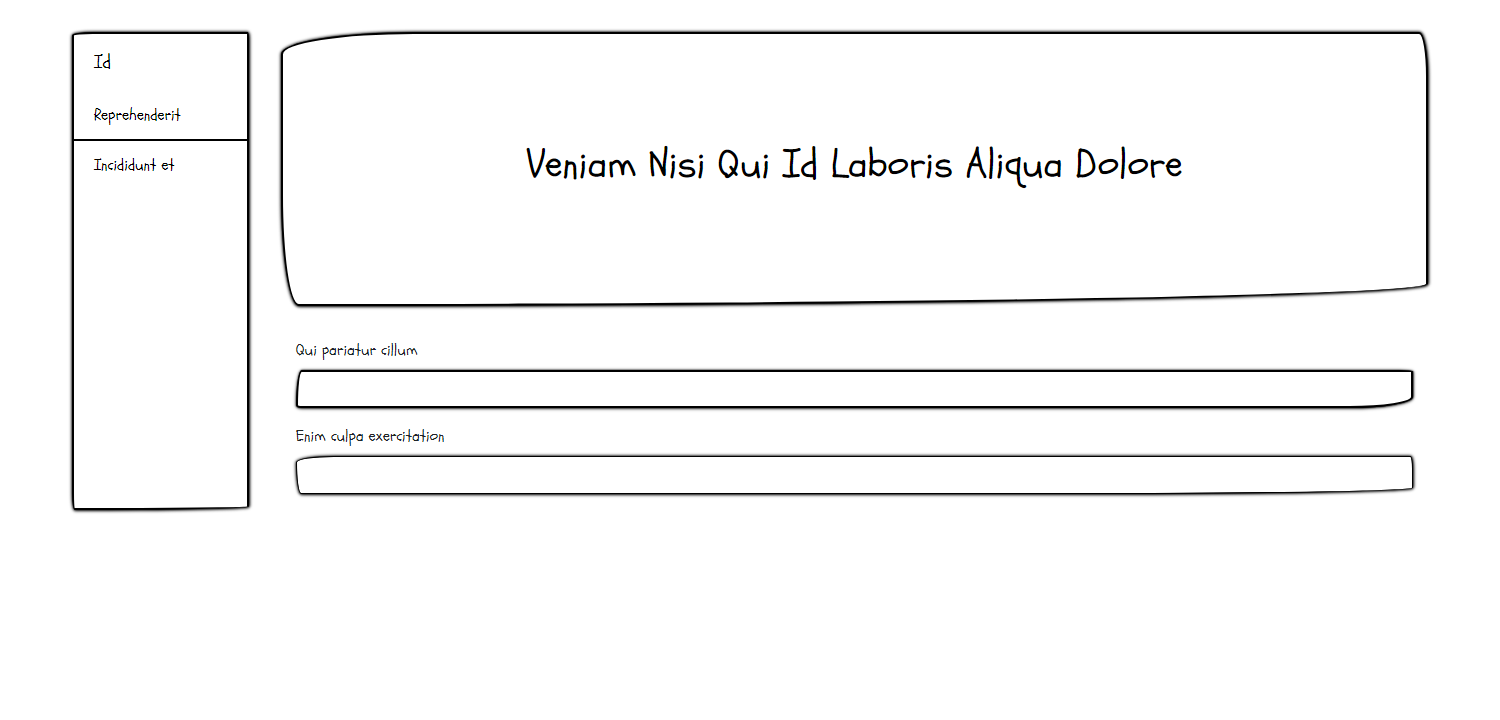 Id
Reprehenderit
Incididunt et
Veniam Nisi Qui Id Laboris Aliqua Dolore
Qui pariatur cillum
Enim culpa exercitation